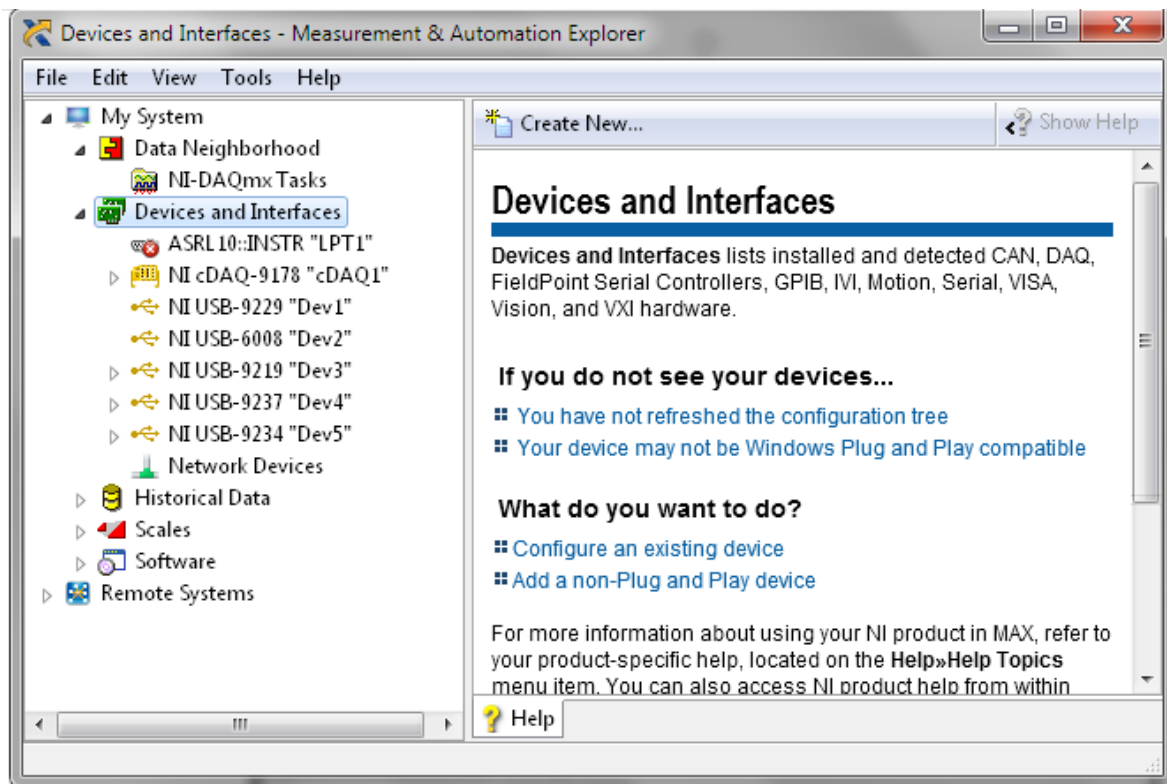 Devices and Interfaces - Measurement & Automation Explorer
File Edit View Tools Help
My System
Data Neighborhood
NI-DAQmx Tasks
Devices and Interfaces
ASRL10::INSTR "LPT1"
NI cDAQ-9178 "cDAQ1"
NI USB-9229 "Dev1"
NI USB-6008 "Dev2"
NI USB-9219 "Dev3"
NI USB-9237 "Dev4"
NI USB-9234 "Dev5"
Network Devices
Historical Data
Scales
Software
Remote Systems
Create New...
Show Help
Devices and Interfaces
Devices and Interfaces lists installed and detected CAN, DAQ,
FieldPoint Serial Controllers, GPIB, IVI, Motion, Serial, VISA,
Vision, and VXI hardware.
If you do not see your devices...
You have not refreshed the configuration tree
Your device may not be Windows Plug and Play compatible
What do you want to do?
Configure an existing device
Add a non-Plug and Play device
For more information about using your NI product in MAX, refer to
your product-specific help, located on the Help»Help Topics
menu item. You can also access NI product help from within
Help